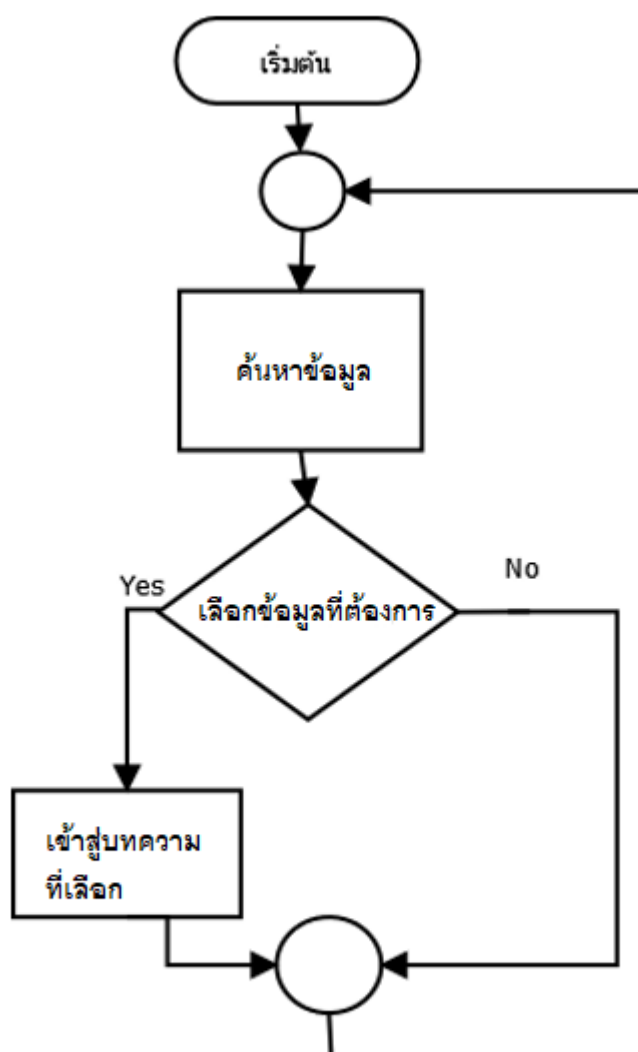 เริ่มต้น
ค้นหาข้อมูล
Yes
No
เลือกข้อมูลที่ต้องการ
เข้าสู่บทความ
ที่เลือก